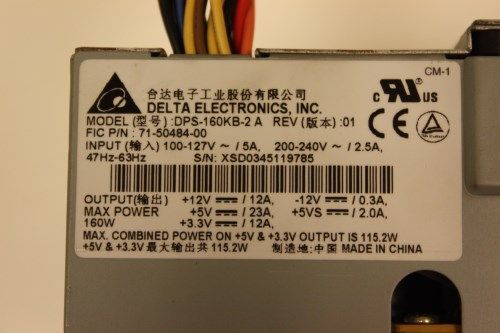 合达电子工业股份有限公司
DELTA ELECTRONICS, INC.
CM-1
c RU US
MODEL (型号) :DPS-160KB-2 A REV (版本) :01
FIC P/N : 71-50484-00
CE
INPUT (输入) 100-127V ～ / 5A, 200-240V ～ / 2.5A,
47Hz-63Hz S/N: XSD0345119785
OUTPUT(输出) +12V ⎓ / 12A, -12V ⎓ / 0.3A,
MAX POWER +5V ⎓ / 23A, +5VS ⎓ / 2.0A,
160W +3.3V ⎓ / 12A,
MAX. COMBINED POWER ON +5V & +3.3V OUTPUT IS 115.2W
+5V & +3.3V 最大输出共 115.2W 制造地:中国 MADE IN CHINA